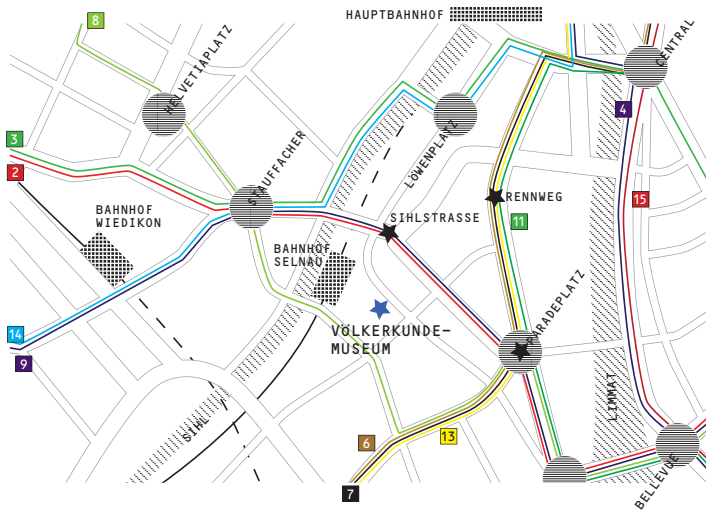 HAUPTBAHNHOF
8
HELVETIAPLATZ
CENTRAL
4
3
2
STAUFFACHER
LÖWENPLATZ
RENNWEG
15
BAHNHOF
WIEDIKON
SIHLSTRASSE
11
BAHNHOF
SELNAU
14
9
VÖLKERKUNDE-
MUSEUM
PARADEPLATZ
LIMMAT
SIHL
6
13
7
BELLEVUE